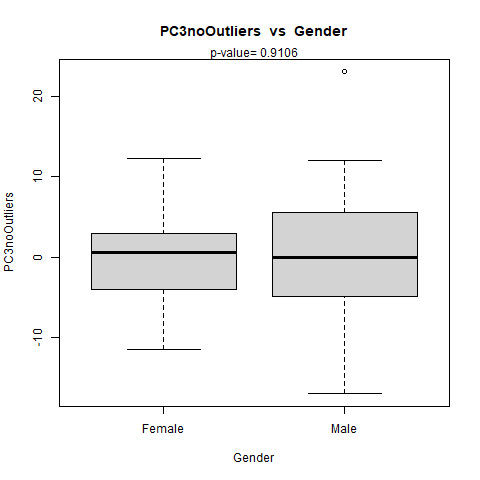 PC3noOutliers vs Gender
p-value= 0.9106
20
10
0
-10
PC3noOutliers
Female Male
Gender